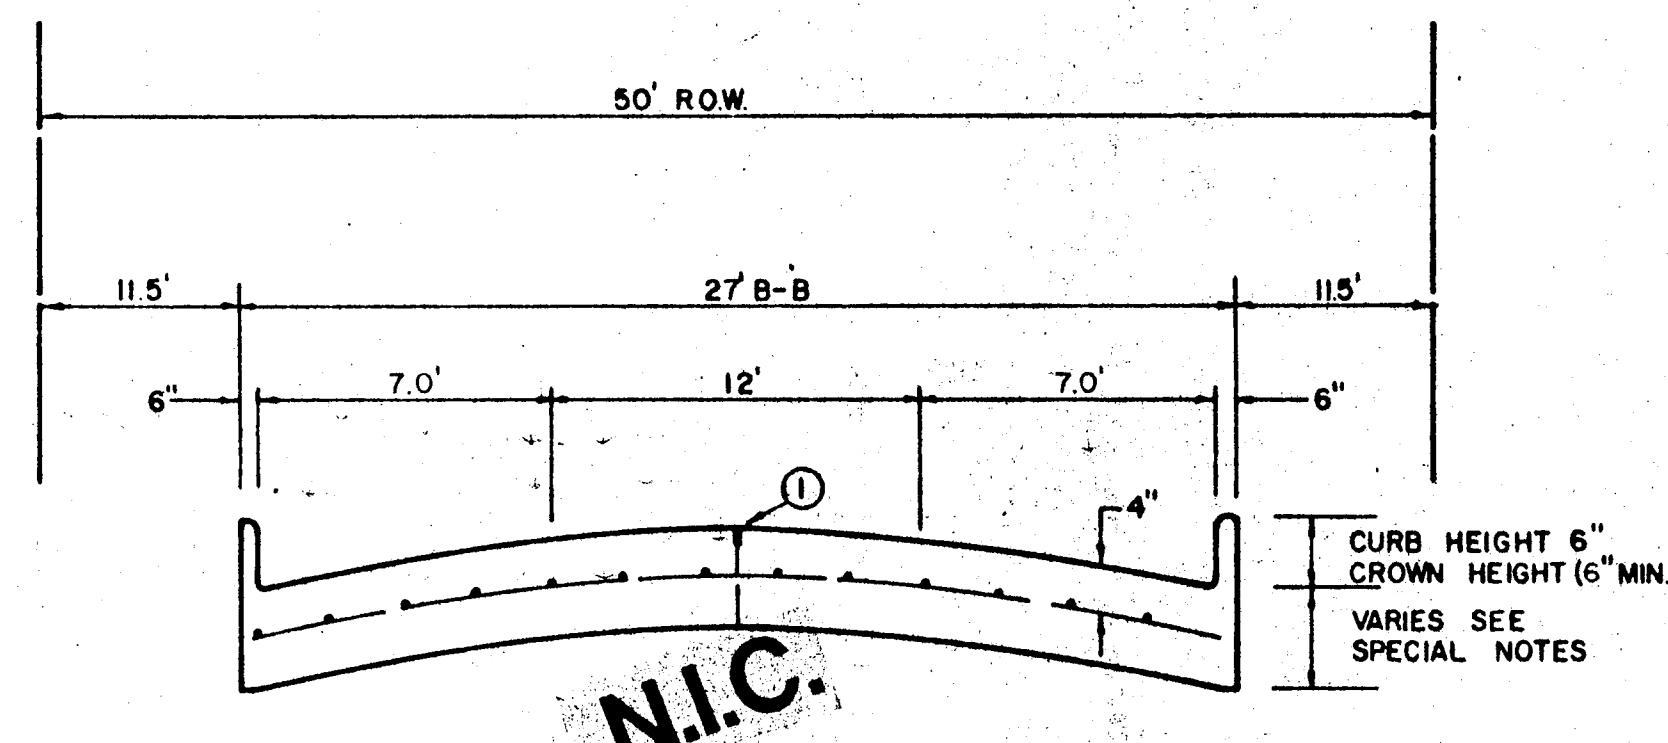 50' R.O.W.
11.5'
27' B-B
11.5'
6"
7.0'
12'
7.0'
6"
1
4"
CURB HEIGHT 6"
CROWN HEIGHT (6" MIN.
VARIES SEE
SPECIAL NOTES
N.I.C.